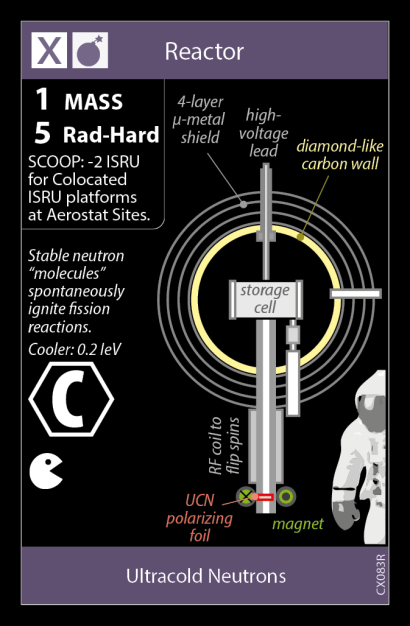 X
Reactor
1 MASS
5 Rad-Hard
SCOOP: -2 ISRU
for Colocated
ISRU platforms
at Aerostat Sites.
Stable neutron
“molecules”
spontaneously
ignite fission
reactions.
Cooler: 0.2 IeV
C
4-layer
μ-metal
shield
high-
voltage
lead
diamond-like
carbon wall
storage
cell
RF coil to
flip spins
UCN
polarizing
foil
magnet
Ultracold Neutrons
CX083R